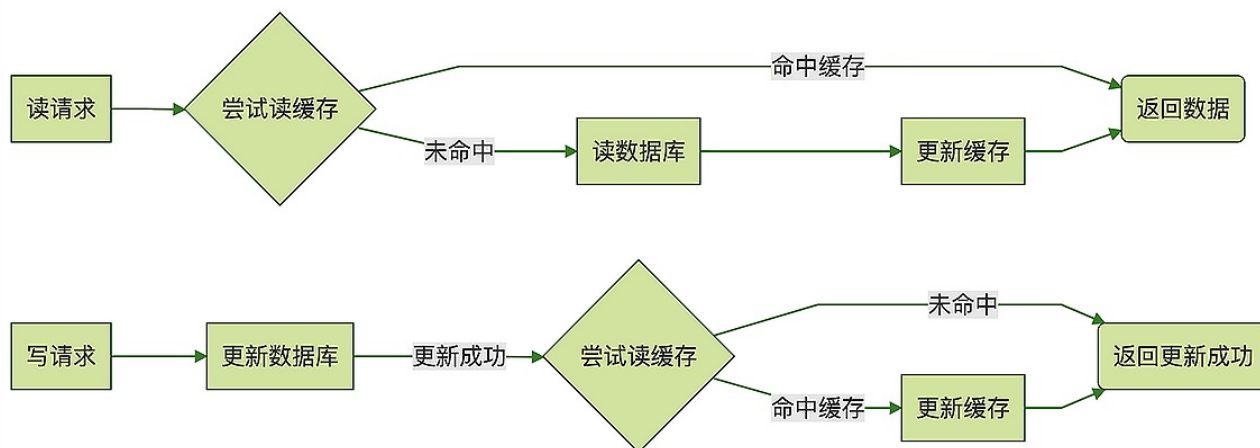 读请求
尝试读缓存
命中缓存
未命中
读数据库
更新缓存
返回数据
写请求
更新数据库
更新成功
尝试读缓存
未命中
命中缓存
更新缓存
返回更新成功